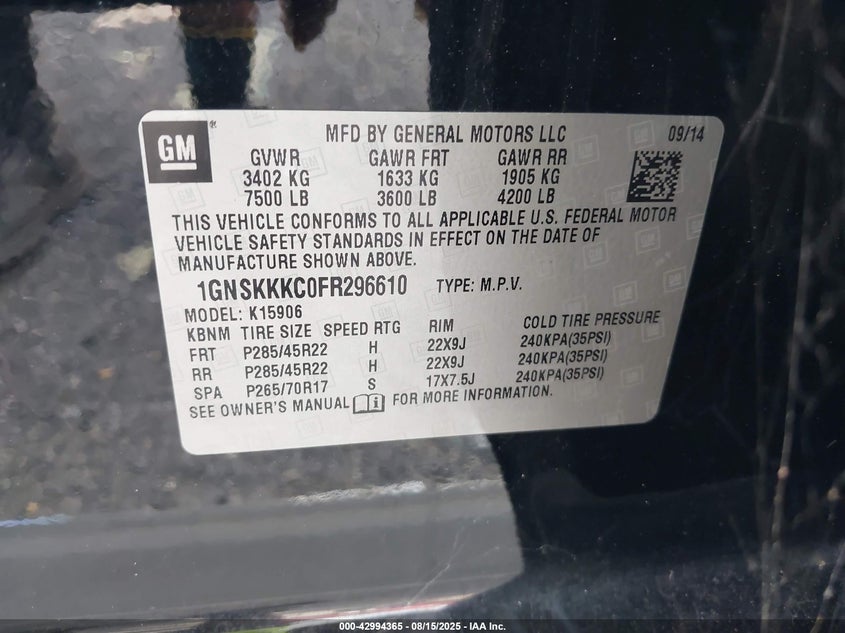 GM
MFD BY GENERAL MOTORS LLC 09/14
GVWR GAWR FRT GAWR RR
3402 KG 1633 KG 1905 KG
7500 LB 3600 LB 4200 LB
THIS VEHICLE CONFORMS TO ALL APPLICABLE U.S. FEDERAL MOTOR
VEHICLE SAFETY STANDARDS IN EFFECT ON THE DATE OF
MANUFACTURE SHOWN ABOVE.
1GNSKKKC0FR296610 TYPE: M.P.V.
MODEL: K15906
KBNM TIRE SIZE SPEED RTG RIM COLD TIRE PRESSURE
FRT P285/45R22 H 22X9J 240KPA(35PSI)
RR P285/45R22 H 22X9J 240KPA(35PSI)
SPA P265/70R17 S 17X7.5J 240KPA(35PSI)
SEE OWNER'S MANUAL FOR MORE INFORMATION.
000-42994365 - 08/15/2025 - IAA Inc.